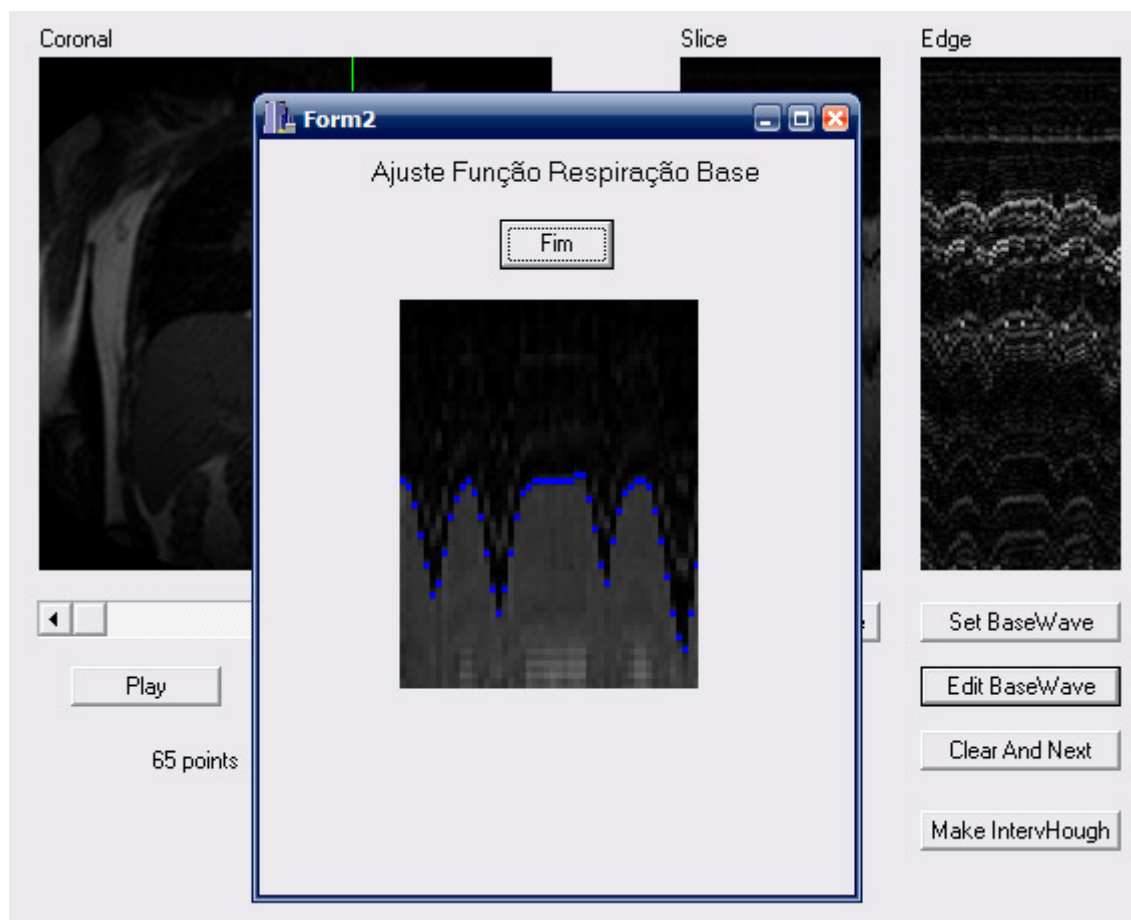 Coronal
Slice
Edge
Form2
Ajuste Função Respiração Base
Fim
Set BaseWave
Play
Edit BaseWave
65 points
Clear And Next
Make IntervHough